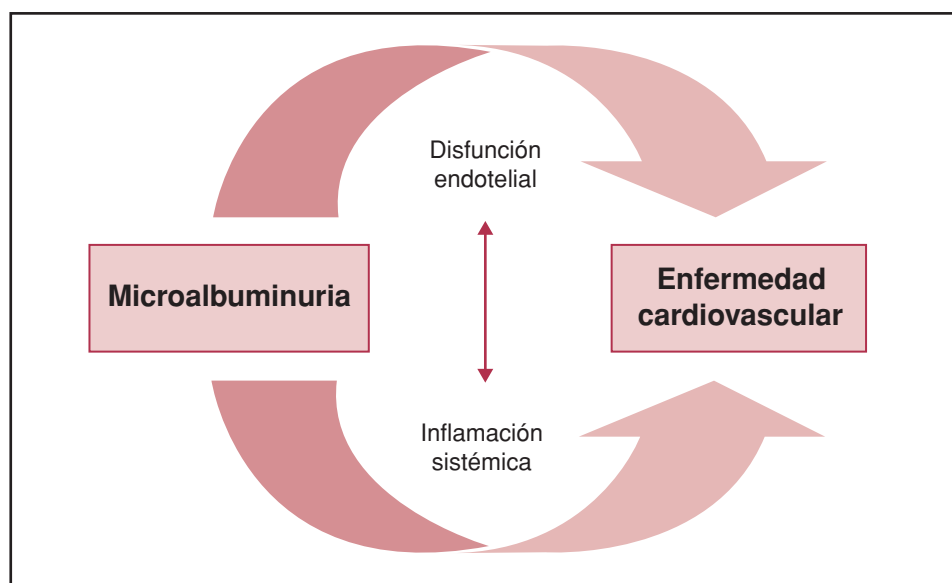 Disfunción
endotelial
Microalbuminuria
Enfermedad
cardiovascular
Inflamación
sistémica